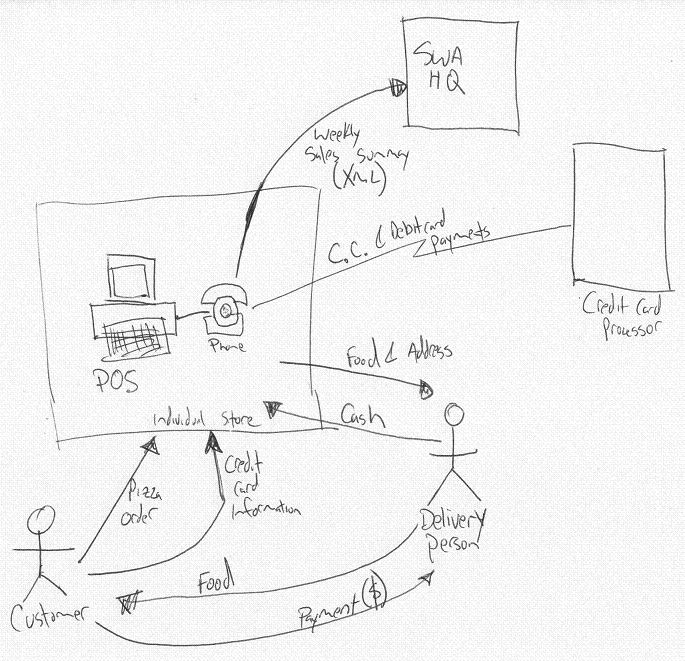 SWA
HQ
Weekly
Sales Summary
(XML)
C.C. & Debit card
payments
Credit Card
Processor
Phone
POS
Food & Address
Individual Store
Cash
Pizza
Order
Credit
Card
Information
Delivery
Person
Food
Customer
Payment ($)